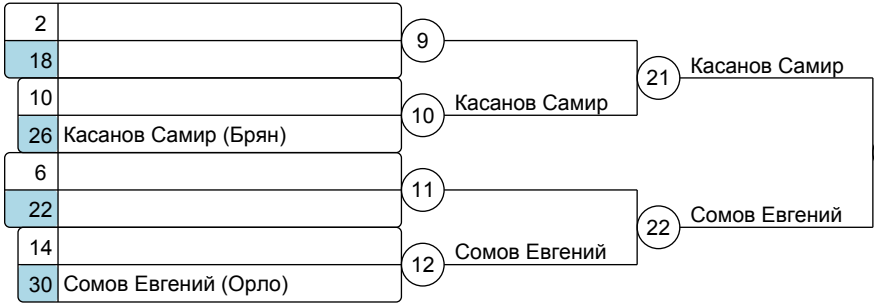 2
18
9
10
26 Касанов Самир (Брян)
10
Касанов Самир
21
Касанов Самир
6
22
11
14
30 Сомов Евгений (Орло)
12
Сомов Евгений
22
Сомов Евгений